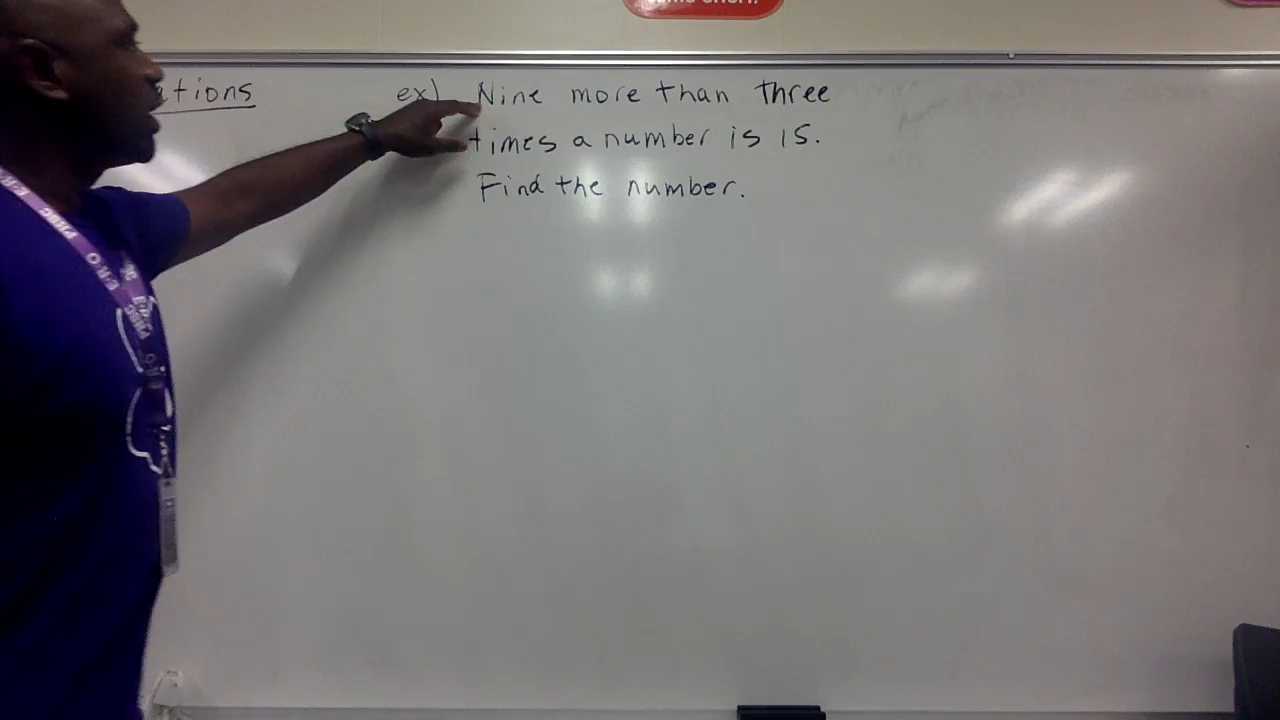 ations
ex) Nine more than three
times a number is 15.
Find the number.